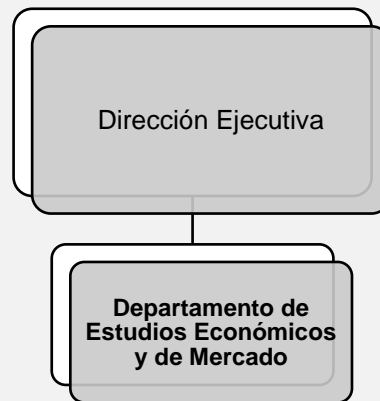 Dirección Ejecutiva
Departamento de
Estudios Económicos
y de Mercado